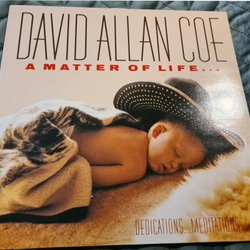 DAVID ALLAN COE
A MATTER OF LIFE...
DEDICATIONS...MEDITATIONS